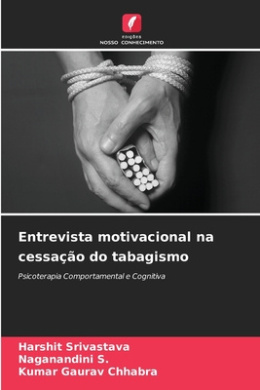 edições
NOSSO CONHECIMENTO
Entrevista motivacional na
cessação do tabagismo
Psicoterapia Comportamental e Cognitiva
Harshit Srivastava
Naganandini S.
Kumar Gaurav Chhabra